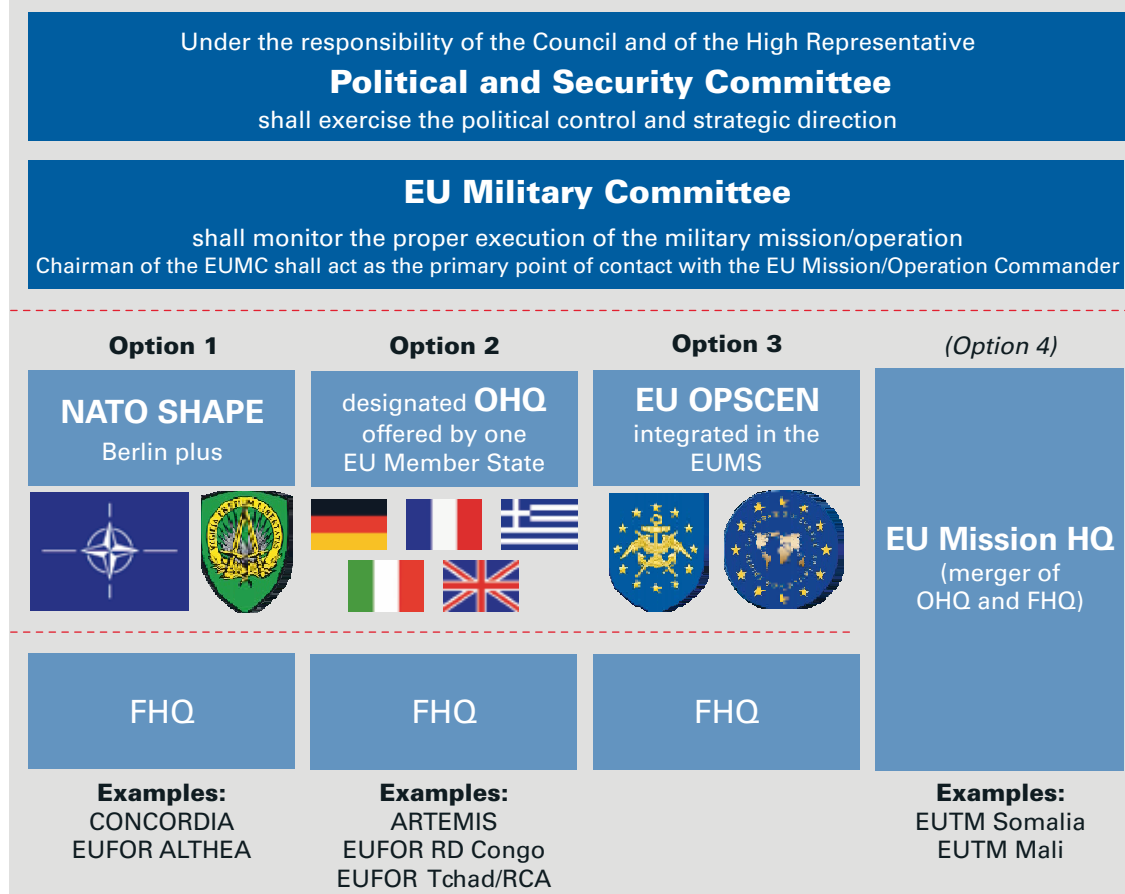 Under the responsibility of the Council and of the High Representative
Political and Security Committee
shall exercise the political control and strategic direction
EU Military Committee
shall monitor the proper execution of the military mission/operation
Chairman of the EUMC shall act as the primary point of contact with the EU Mission/Operation Commander
Option 1
NATO SHAPE
Berlin plus
FHQ
Examples:
CONCORDIA
EUFOR ALTHEA
Option 2
designated OHQ
offered by one
EU Member State
FHQ
Examples:
ARTEMIS
EUFOR RD Congo
EUFOR Tchad/RCA
Option 3
EU OPSCEN
integrated in the
EUMS
FHQ
(Option 4)
EU Mission HQ
(merger of
OHQ and FHQ)
Examples:
EUTM Somalia
EUTM Mali